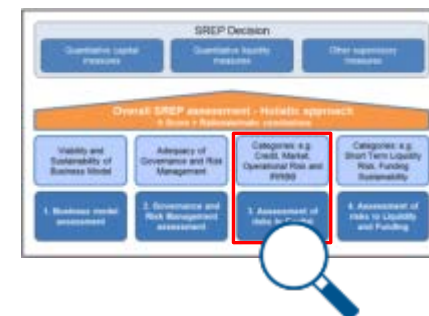 SREP Decision
Quantitative capital
measures
Quantitative liquidity
measures
Other supervisory
measures
Overall SREP assessment - Holistic approach
Viability and
Sustainability of
Business Model
Adequacy of
Governance and Risk
Management
Categories: e.g.
Credit, Market,
Operational Risk and
IRRBB
Categories: e.g.
Short Term Liquidity
Risk, Funding
Sustainability
1. Business model
assessment
2. Governance and
Risk Management
assessment
3. Assessment of
risks to Capital
4. Assessment of
risks to Liquidity
and Funding